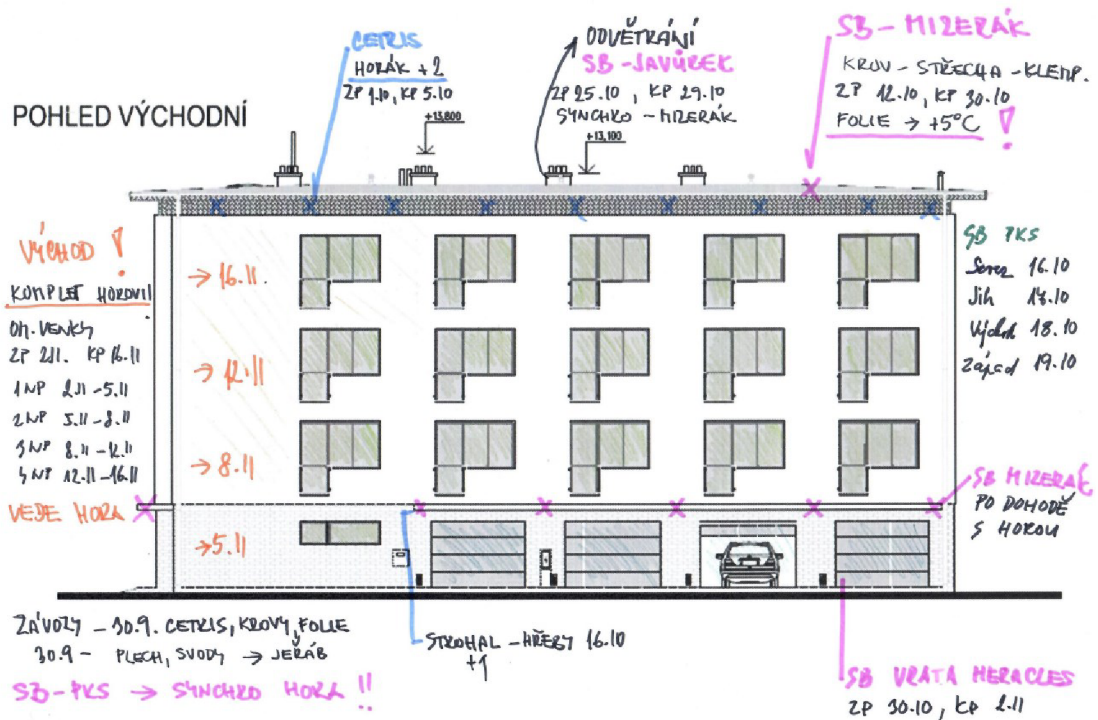 CETRIS
HORÁK +2
ZP 1.10, KP 5.10
ODVĚTRÁNÍ
SB - JAVŮREK
ZP 25.10, KP 29.10
SYNCHRO - MIZERÁK
SB - MIZERÁK
KROV - STŘECHA - KLEMP.
ZP 12.10, KP 30.10
FOLIE → +5°C !
POHLED VÝCHODNÍ
+13,800
+13,100
VÝCHOD !
KOMPLET HOROVI!
OM. VENKY
ZP 2.11. KP 16.11
1NP 2.11 - 5.11
2NP 5.11 - 8.11
3NP 8.11 - 12.11
4NP 12.11 - 16.11
VEDE HORA
→ 16.11.
→ 12.11
→ 8.11
→ 5.11
SB PKS
Sever 16.10
Jih 17.10
Východ 18.10
Západ 19.10
SB MIZERÁK
PO DOHODĚ
S HOROU
ZÁVOZY - 30.9. CETRIS, KROVY, FOLIE
30.9 - PLECH, SVODY → JEŘÁB
SB - PKS → SYNCHRO HORA !!
STROHAL - HŘEBY 16.10
+1
SB VRATA HERACLES
ZP 30.10, KP 2.11